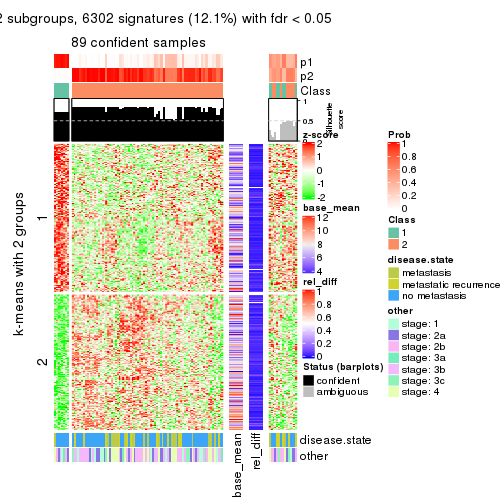 2 subgroups, 6302 signatures (12.1%) with fdr < 0.05
89 confident samples
p1
p2
Class
1
0.5
0
Silhouette
score
k-means with 2 groups
1
2
base_mean
rel_diff
disease.state
other
z-score
2
1
0
-1
-2
base_mean
12
10
8
6
4
rel_diff
1
0.8
0.6
0.4
0.2
0
Status (barplots)
confident
ambiguous
Prob
1
0.8
0.6
0.4
0.2
0
Class
1
2
disease.state
metastasis
metastatic recurrence
no metastasis
other
stage: 1
stage: 2a
stage: 2b
stage: 3a
stage: 3b
stage: 3c
stage: 4